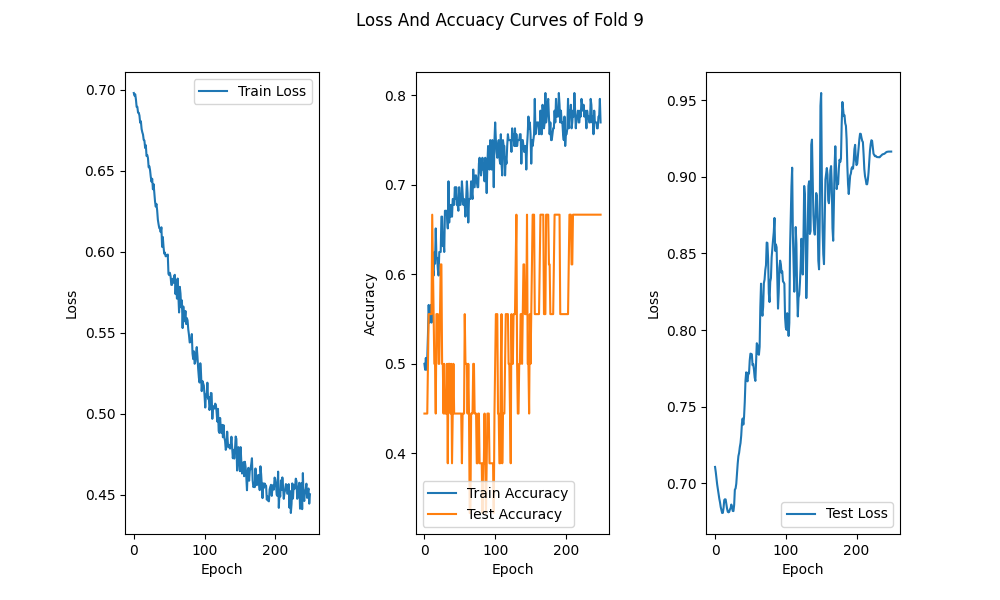 Loss And Accuacy Curves of Fold 9
Train Loss
Loss
0.70
0.65
0.60
0.55
0.50
0.45
0
100
200
Epoch
Accuracy
0.8
0.7
0.6
0.5
0.4
Train Accuracy
Test Accuracy
0
100
200
Epoch
Loss
0.95
0.90
0.85
0.80
0.75
0.70
Test Loss
0
100
200
Epoch